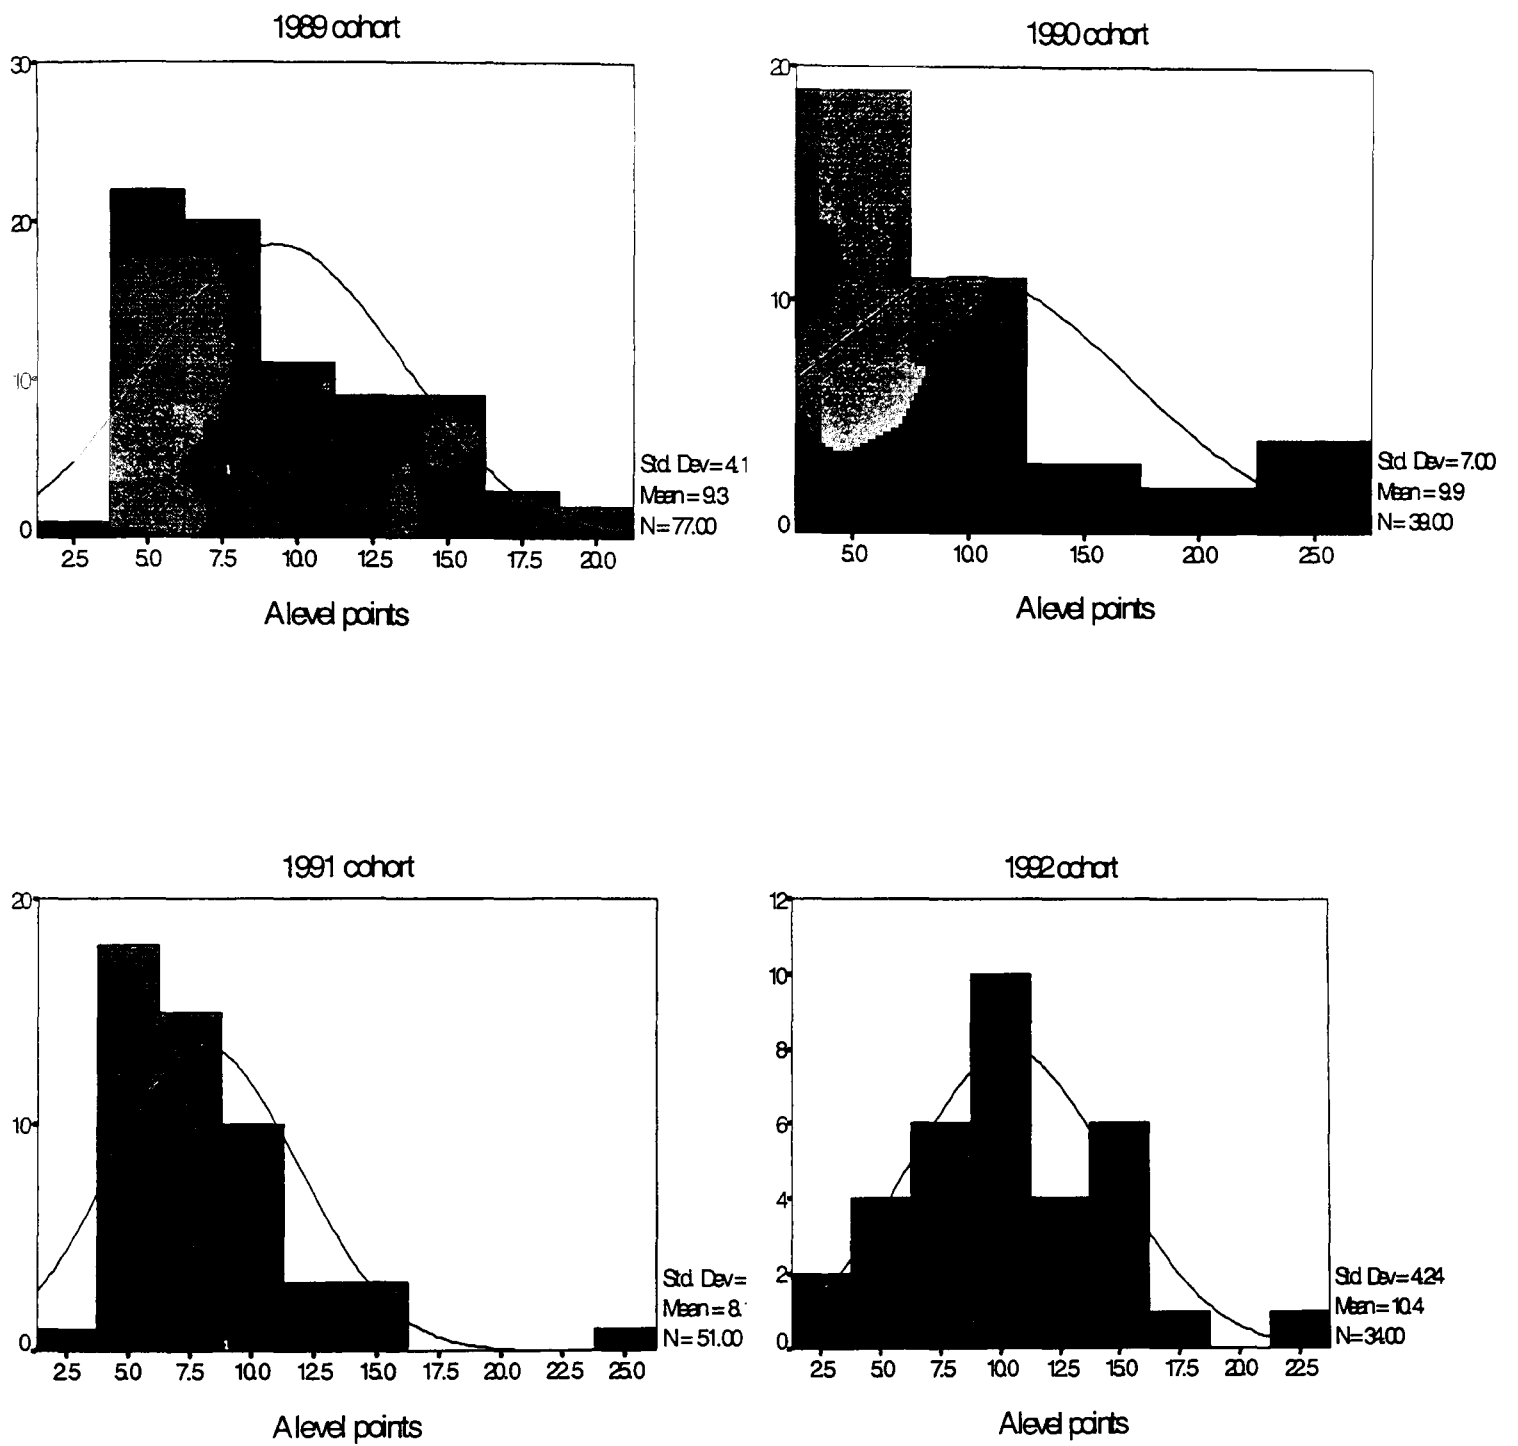 1989 cohort
30
20
10
0
2.5 5.0 7.5 10.0 12.5 15.0 17.5 20.0
A level points
Std. Dev = 4.1
Mean = 9.3
N = 77.00
1990 cohort
20
10
0
5.0 10.0 15.0 20.0 25.0
A level points
Std. Dev = 7.00
Mean = 9.9
N = 39.00
1991 cohort
20
10
0
2.5 5.0 7.5 10.0 12.5 15.0 17.5 20.0 22.5 25.0
A level points
Std. Dev =
Mean = 8.
N = 51.00
1992 cohort
12
10
8
6
4
2
0
2.5 5.0 7.5 10.0 12.5 15.0 17.5 20.0 22.5
A level points
Std. Dev = 4.24
Mean = 10.4
N = 34.00